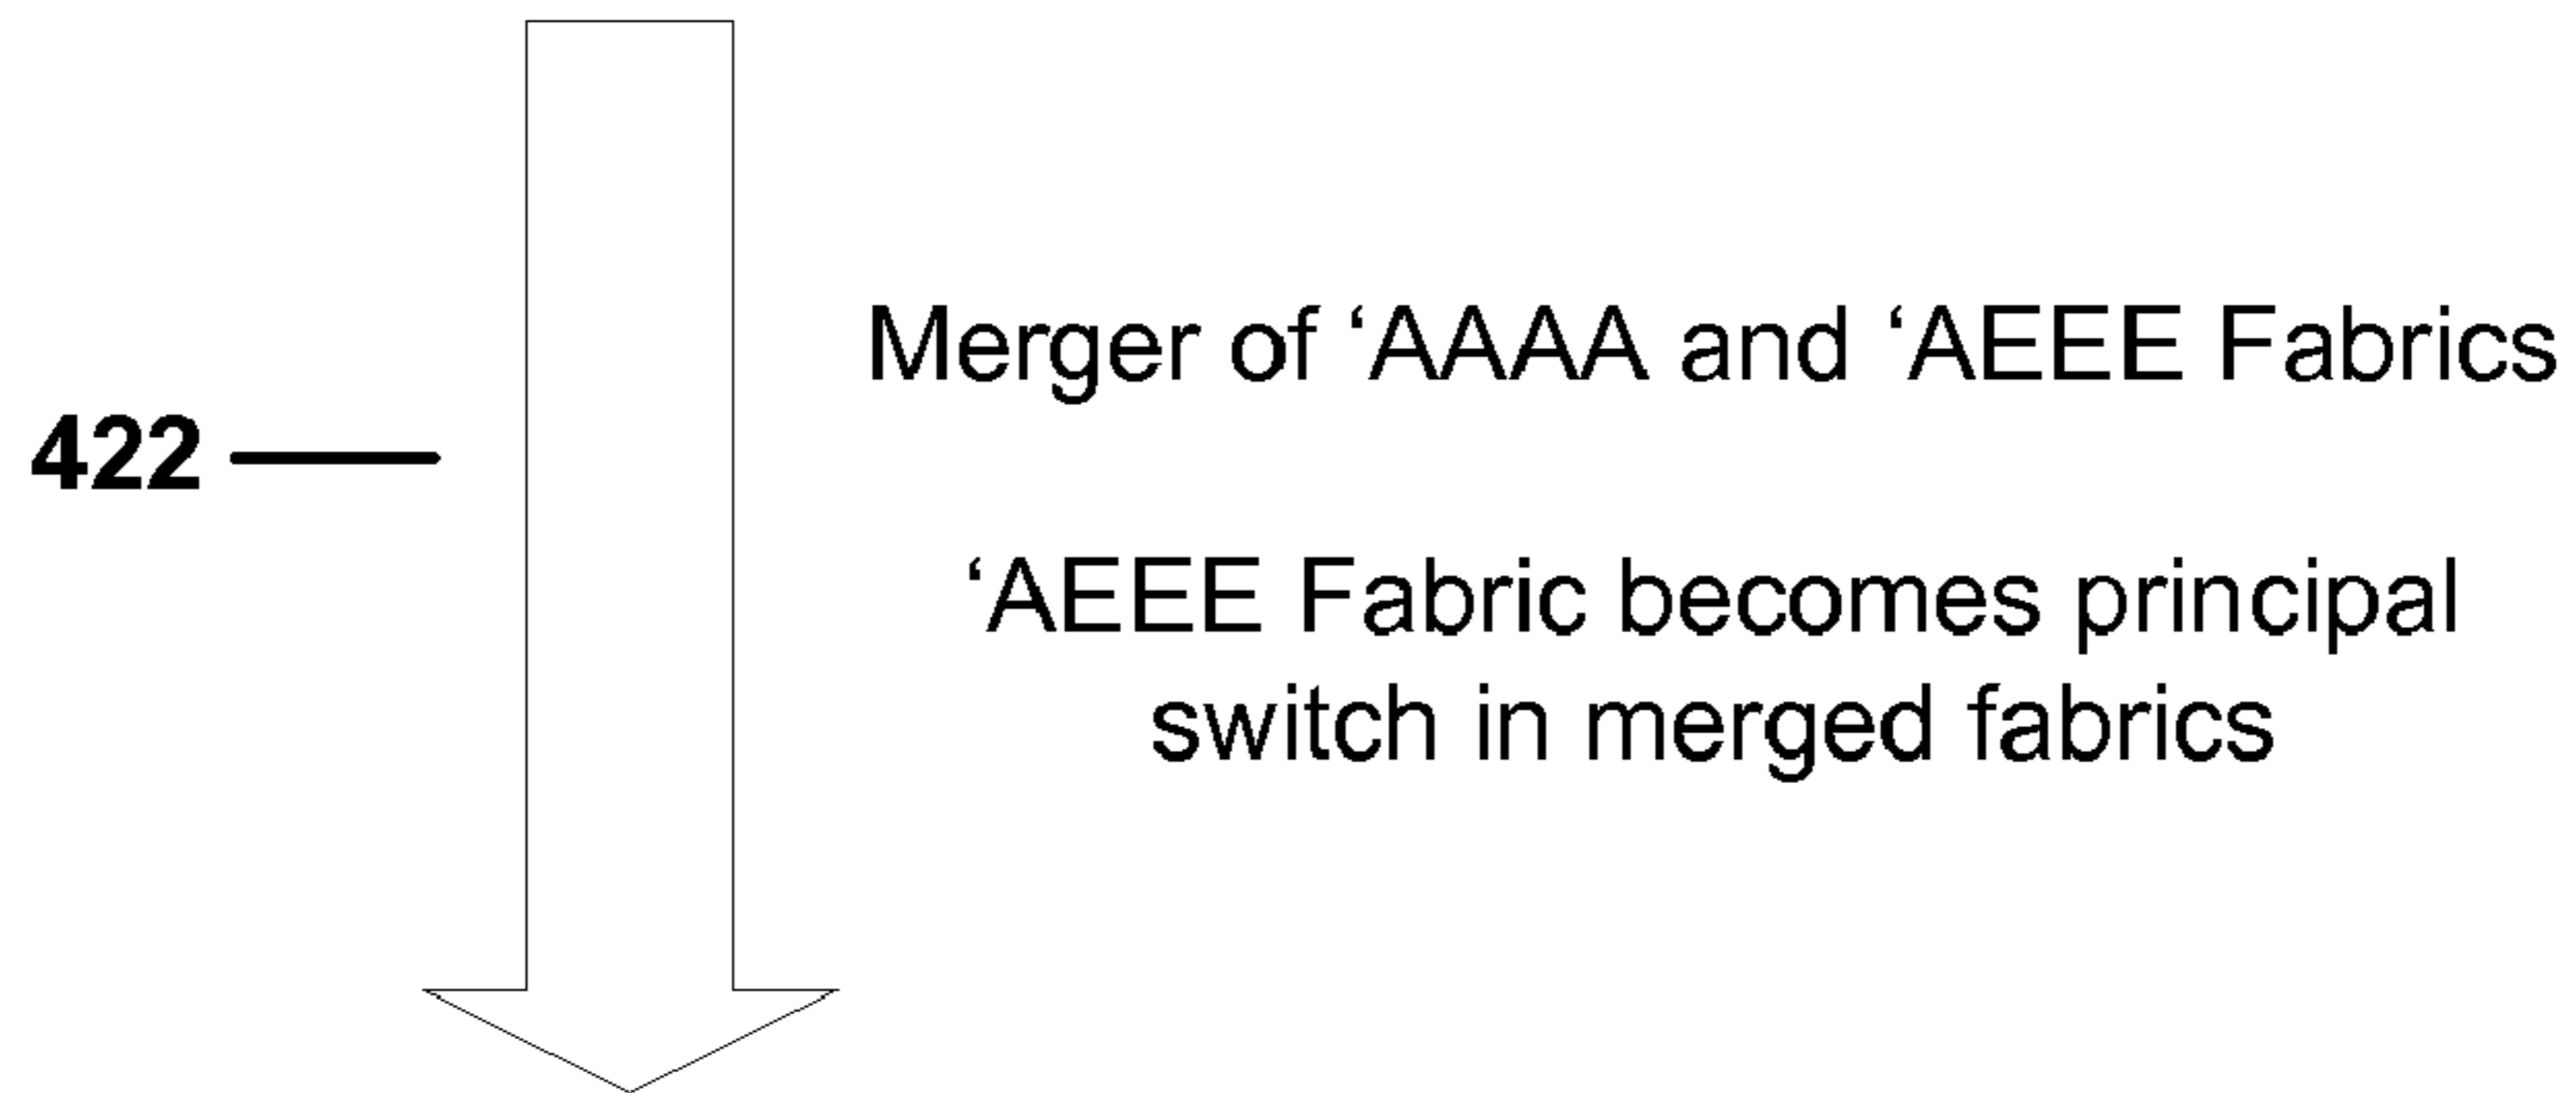 Merger of ‘AAAA and ‘AEEE Fabrics
422
‘AEEE Fabric becomes principal
switch in merged fabrics